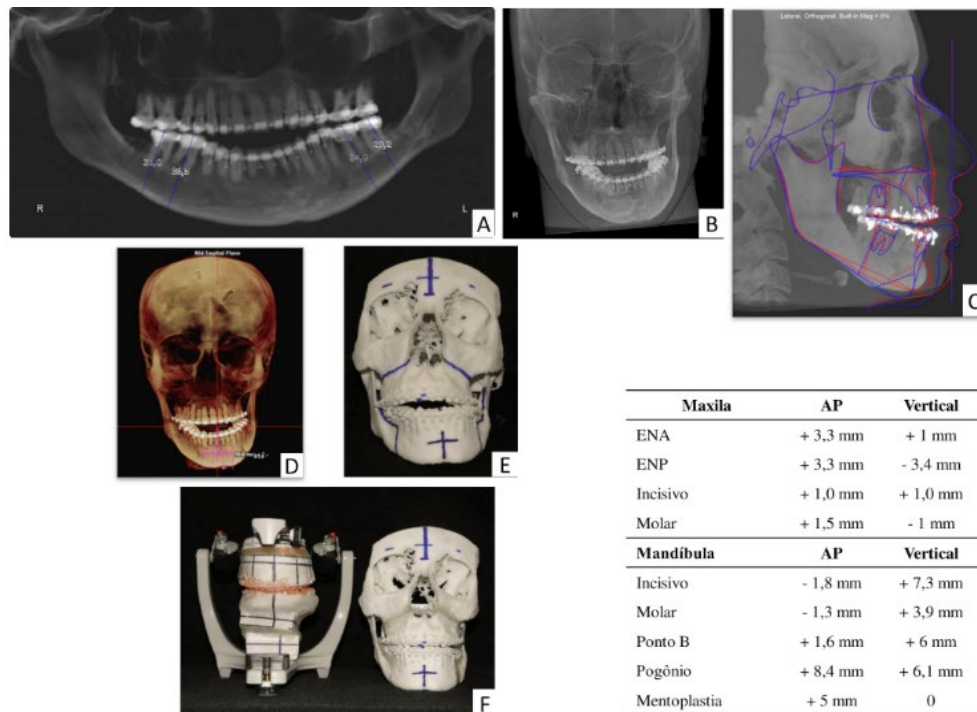 R
L
A
R
B
Lateral, Orthogonal, Built-in Mag = 0%
C
Mid Sagittal Plane
D
E
F
Maxila AP Vertical
ENA + 3,3 mm + 1 mm
ENP + 3,3 mm - 3,4 mm
Incisivo + 1,0 mm + 1,0 mm
Molar + 1,5 mm - 1 mm
Mandíbula AP Vertical
Incisivo - 1,8 mm + 7,3 mm
Molar - 1,3 mm + 3,9 mm
Ponto B + 1,6 mm + 6 mm
Pogônio + 8,4 mm + 6,1 mm
Mentoplastia + 5 mm 0